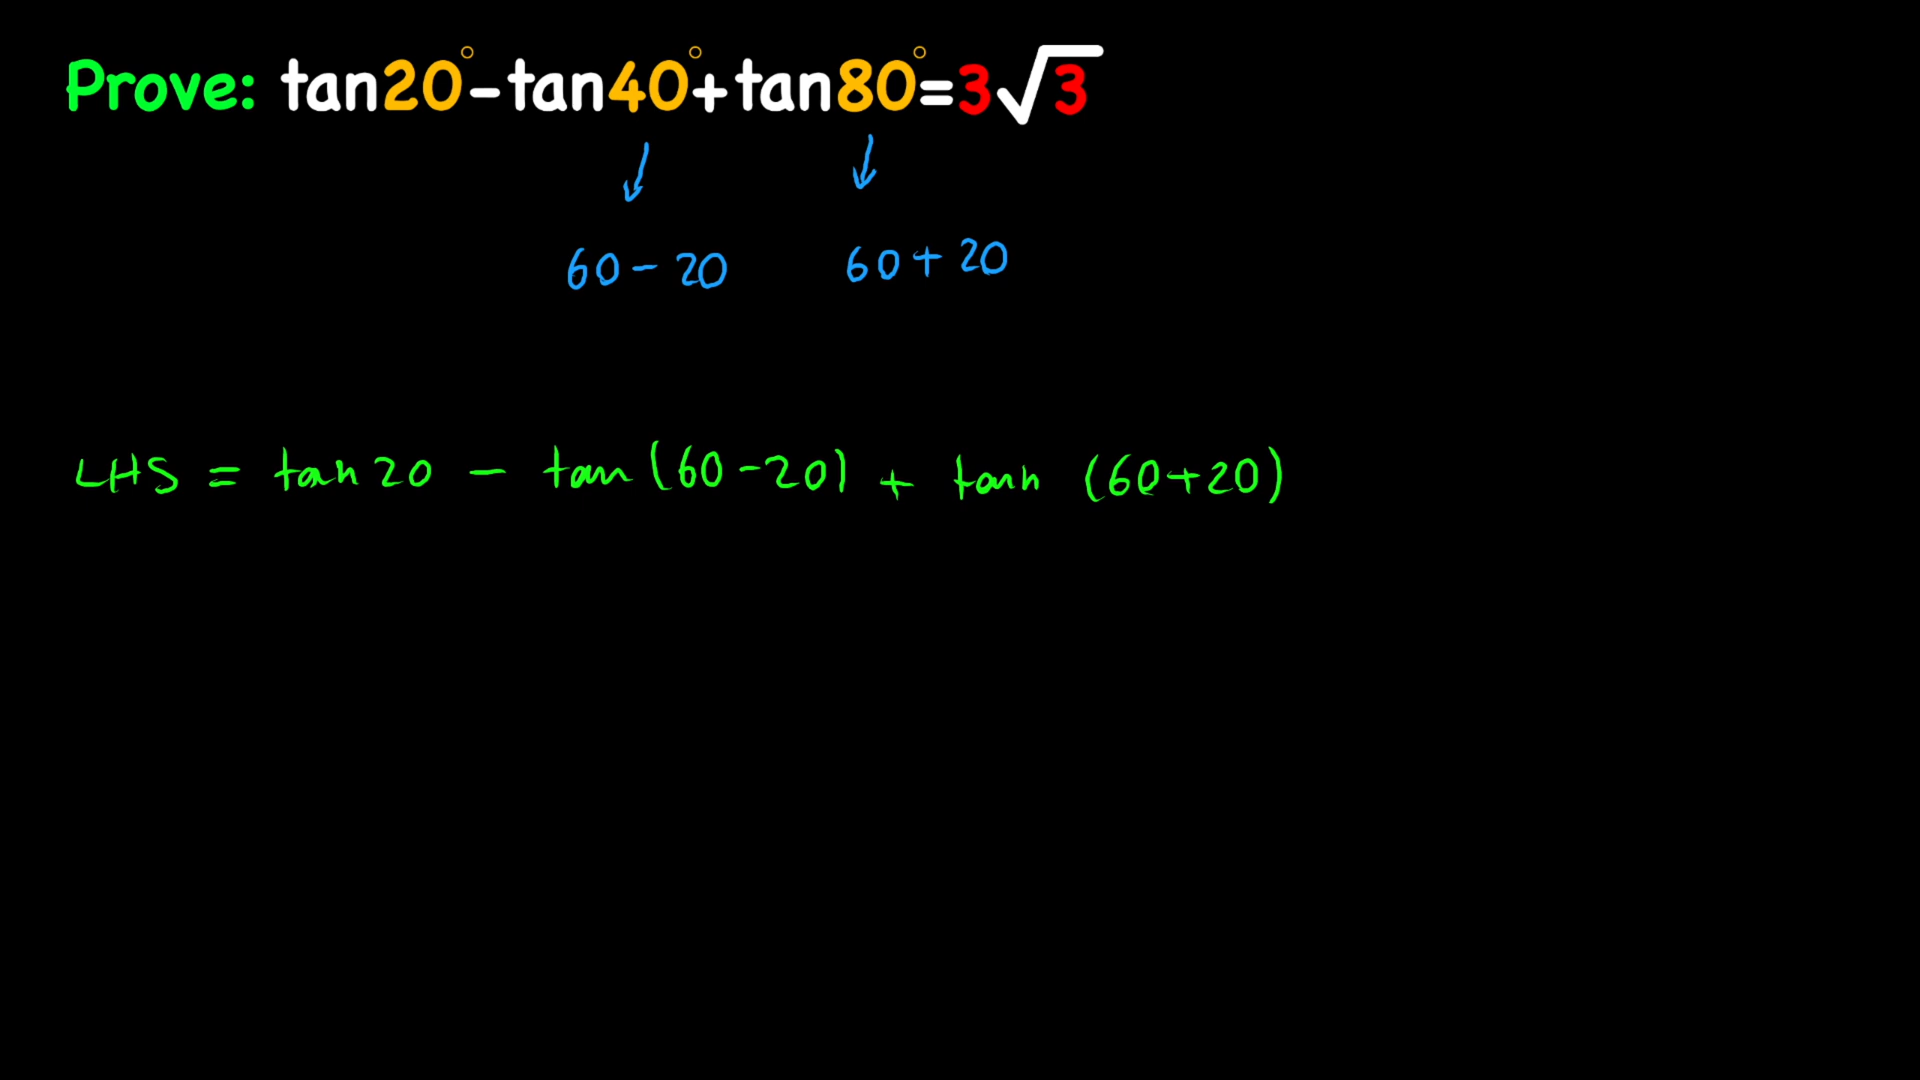 Prove: tan20°-tan40°+tan80°=3√3
60-20 60+20
LHS = tan 20 - tan (60-20) + tan (60+20)